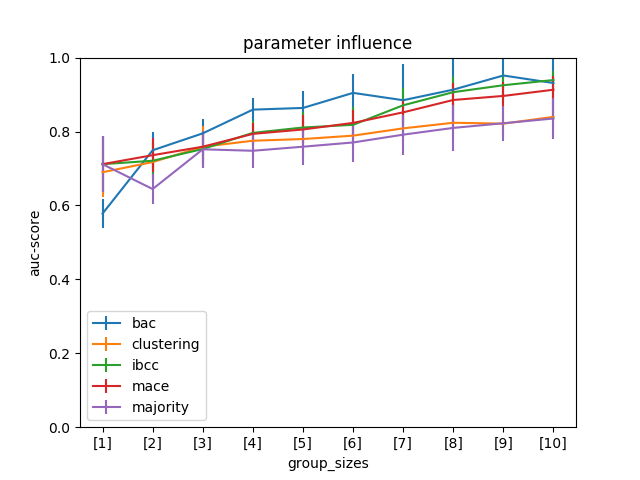 parameter influence
1.0
0.8
0.6
0.4
0.2
0.0
auc-score
bac
clustering
ibcc
mace
majority
[1] [2] [3] [4] [5] [6] [7] [8] [9] [10]
group_sizes